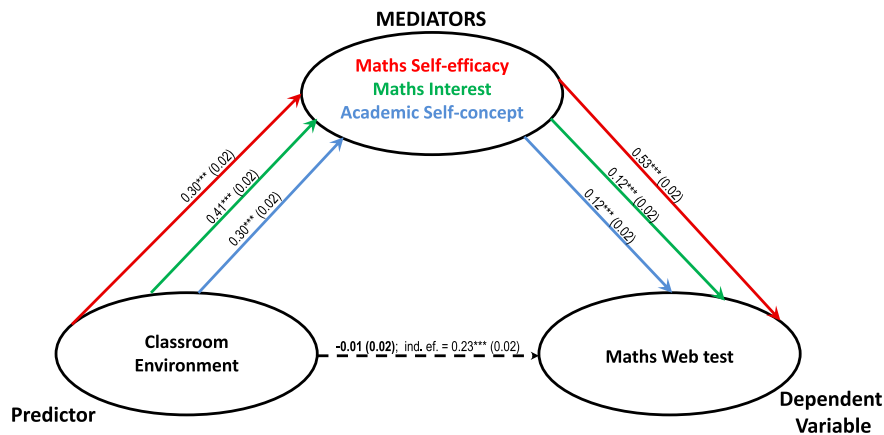 MEDIATORS
Maths Self-efficacy
Maths Interest
Academic Self-concept
0.30*** (0.02)
0.41*** (0.02)
0.30*** (0.02)
0.53*** (0.02)
0.12*** (0.02)
0.12*** (0.02)
Classroom
Environment
-0.01 (0.02); ind. ef. = 0.23*** (0.02)
Maths Web test
Predictor
Dependent
Variable